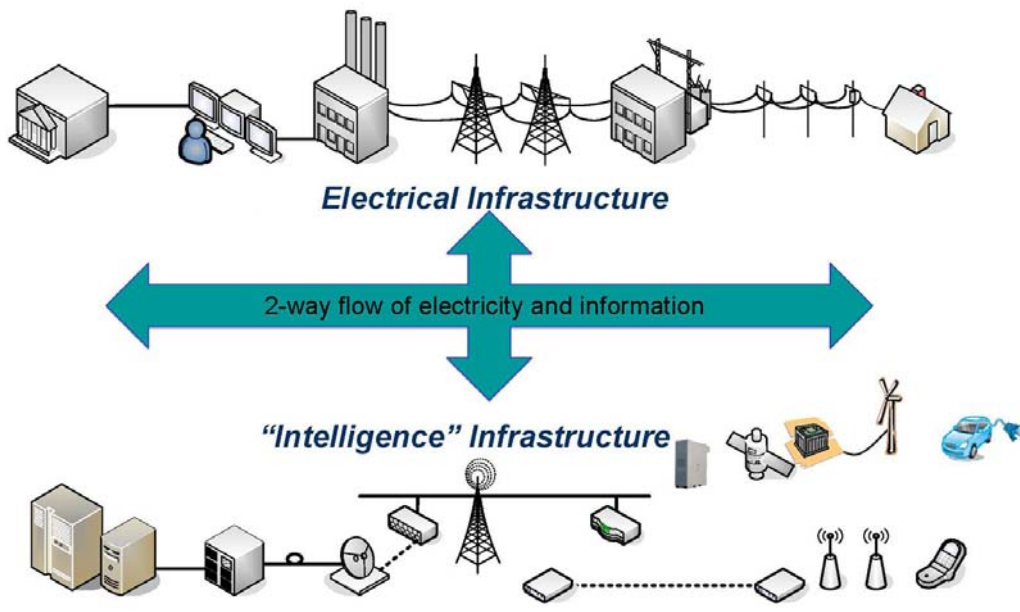 Electrical Infrastructure
2-way flow of electricity and information
“Intelligence” Infrastructure